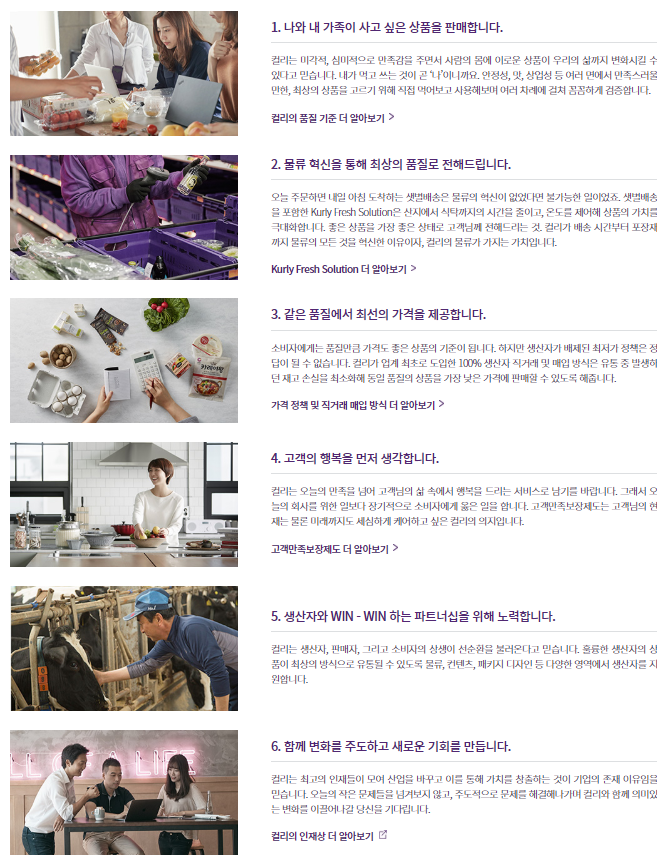 1. 나와 내 가족이 사고 싶은 상품을 판매합니다.
컬리는 미각적, 심미적으로 만족감을 주면서 사람의 몸에 이로운 상품이 우리의 삶까지 변화시킬 수
있다고 믿습니다. 내가 먹고 쓰는 것이 곧 '나'이니까요. 안정성, 맛, 상업성 등 여러 면에서 만족스러울
만한, 최상의 상품을 고르기 위해 직접 먹어보고 사용해보며 여러 차례에 걸쳐 꼼꼼하게 검증합니다.
컬리의 품질 기준 더 알아보기 >
2. 물류 혁신을 통해 최상의 품질로 전해드립니다.
오늘 주문하면 내일 아침 도착하는 샛별배송은 물류의 혁신이 없었다면 불가능한 일이었죠. 샛별배송
을 포함한 Kurly Fresh Solution은 산지에서 식탁까지의 시간을 줄이고, 온도를 제어해 상품의 가치를
극대화합니다. 좋은 상품을 가장 좋은 상태로 고객님께 전해드리는 것. 컬리가 배송 시간부터 포장재
까지 물류의 모든 것을 혁신한 이유이자, 컬리의 물류가 가지는 가치입니다.
Kurly Fresh Solution 더 알아보기 >
3. 같은 품질에서 최선의 가격을 제공합니다.
소비자에게는 품질만큼 가격도 좋은 상품의 기준이 됩니다. 하지만 생산자가 배제된 최저가 정책은 정
답이 될 수 없습니다. 컬리가 업계 최초로 도입한 100% 생산자 직거래 및 매입 방식은 유통 중 발생하
던 재고 손실을 최소화해 동일 품질의 상품을 가장 낮은 가격에 판매할 수 있도록 해줍니다.
가격 정책 및 직거래 매입 방식 더 알아보기 >
4. 고객의 행복을 먼저 생각합니다.
컬리는 오늘의 만족을 넘어 고객님의 삶 속에서 행복을 드리는 서비스로 남기를 바랍니다. 그래서 오
늘의 회사를 위한 일보다 장기적으로 소비자에게 옳은 일을 합니다. 고객만족보장제도는 고객님의 현
재는 물론 미래까지도 세심하게 케어하고 싶은 컬리의 의지입니다.
고객만족보장제도 더 알아보기 >
5. 생산자와 WIN - WIN 하는 파트너십을 위해 노력합니다.
컬리는 생산자, 판매자, 그리고 소비자의 상생이 선순환을 불러온다고 믿습니다. 훌륭한 생산자의 상
품이 최상의 방식으로 유통될 수 있도록 물류, 컨텐츠, 패키지 디자인 등 다양한 영역에서 생산자를 지
원합니다.
6. 함께 변화를 주도하고 새로운 기회를 만듭니다.
컬리는 최고의 인재들이 모여 산업을 바꾸고 이를 통해 가치를 창출하는 것이 기업의 존재 이유임을
믿습니다. 오늘의 작은 문제들을 넘겨보지 않고, 주도적으로 문제를 해결해나가며 컬리와 함께 의미있
는 변화를 이끌어나갈 당신을 기다립니다.
컬리의 인재상 더 알아보기